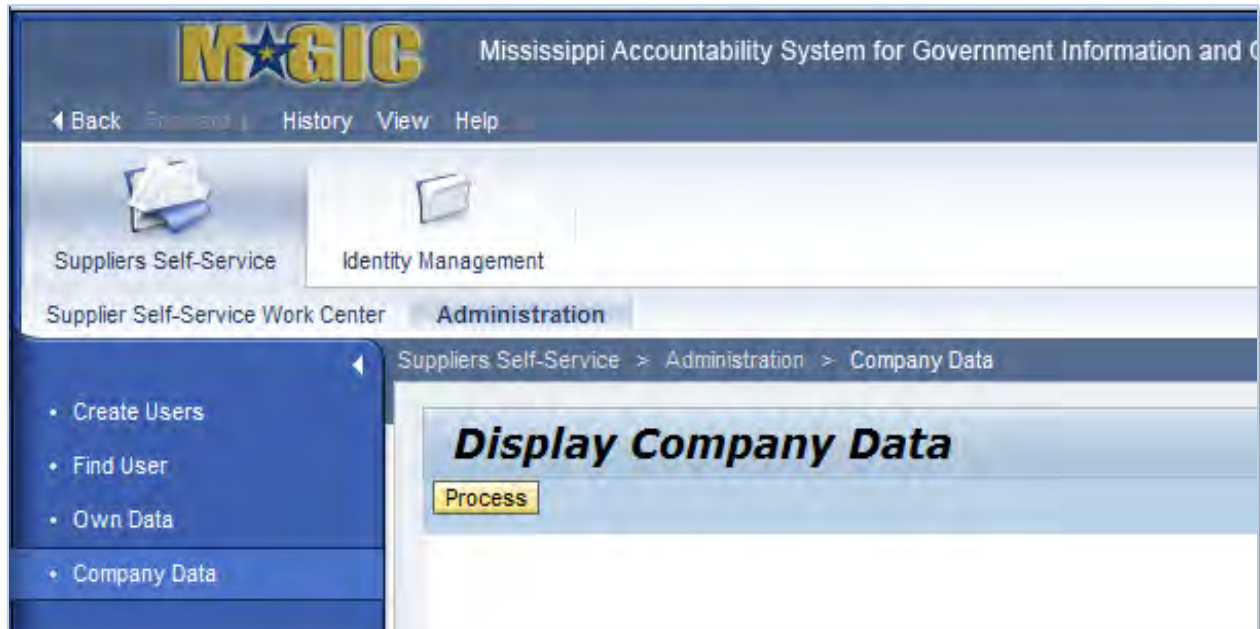 M★GIC Mississippi Accountability System for Government Information and
Back Forward History View Help
Suppliers Self-Service Identity Management
Supplier Self-Service Work Center Administration
Suppliers Self-Service > Administration > Company Data
• Create Users
• Find User
• Own Data
• Company Data
Display Company Data
Process